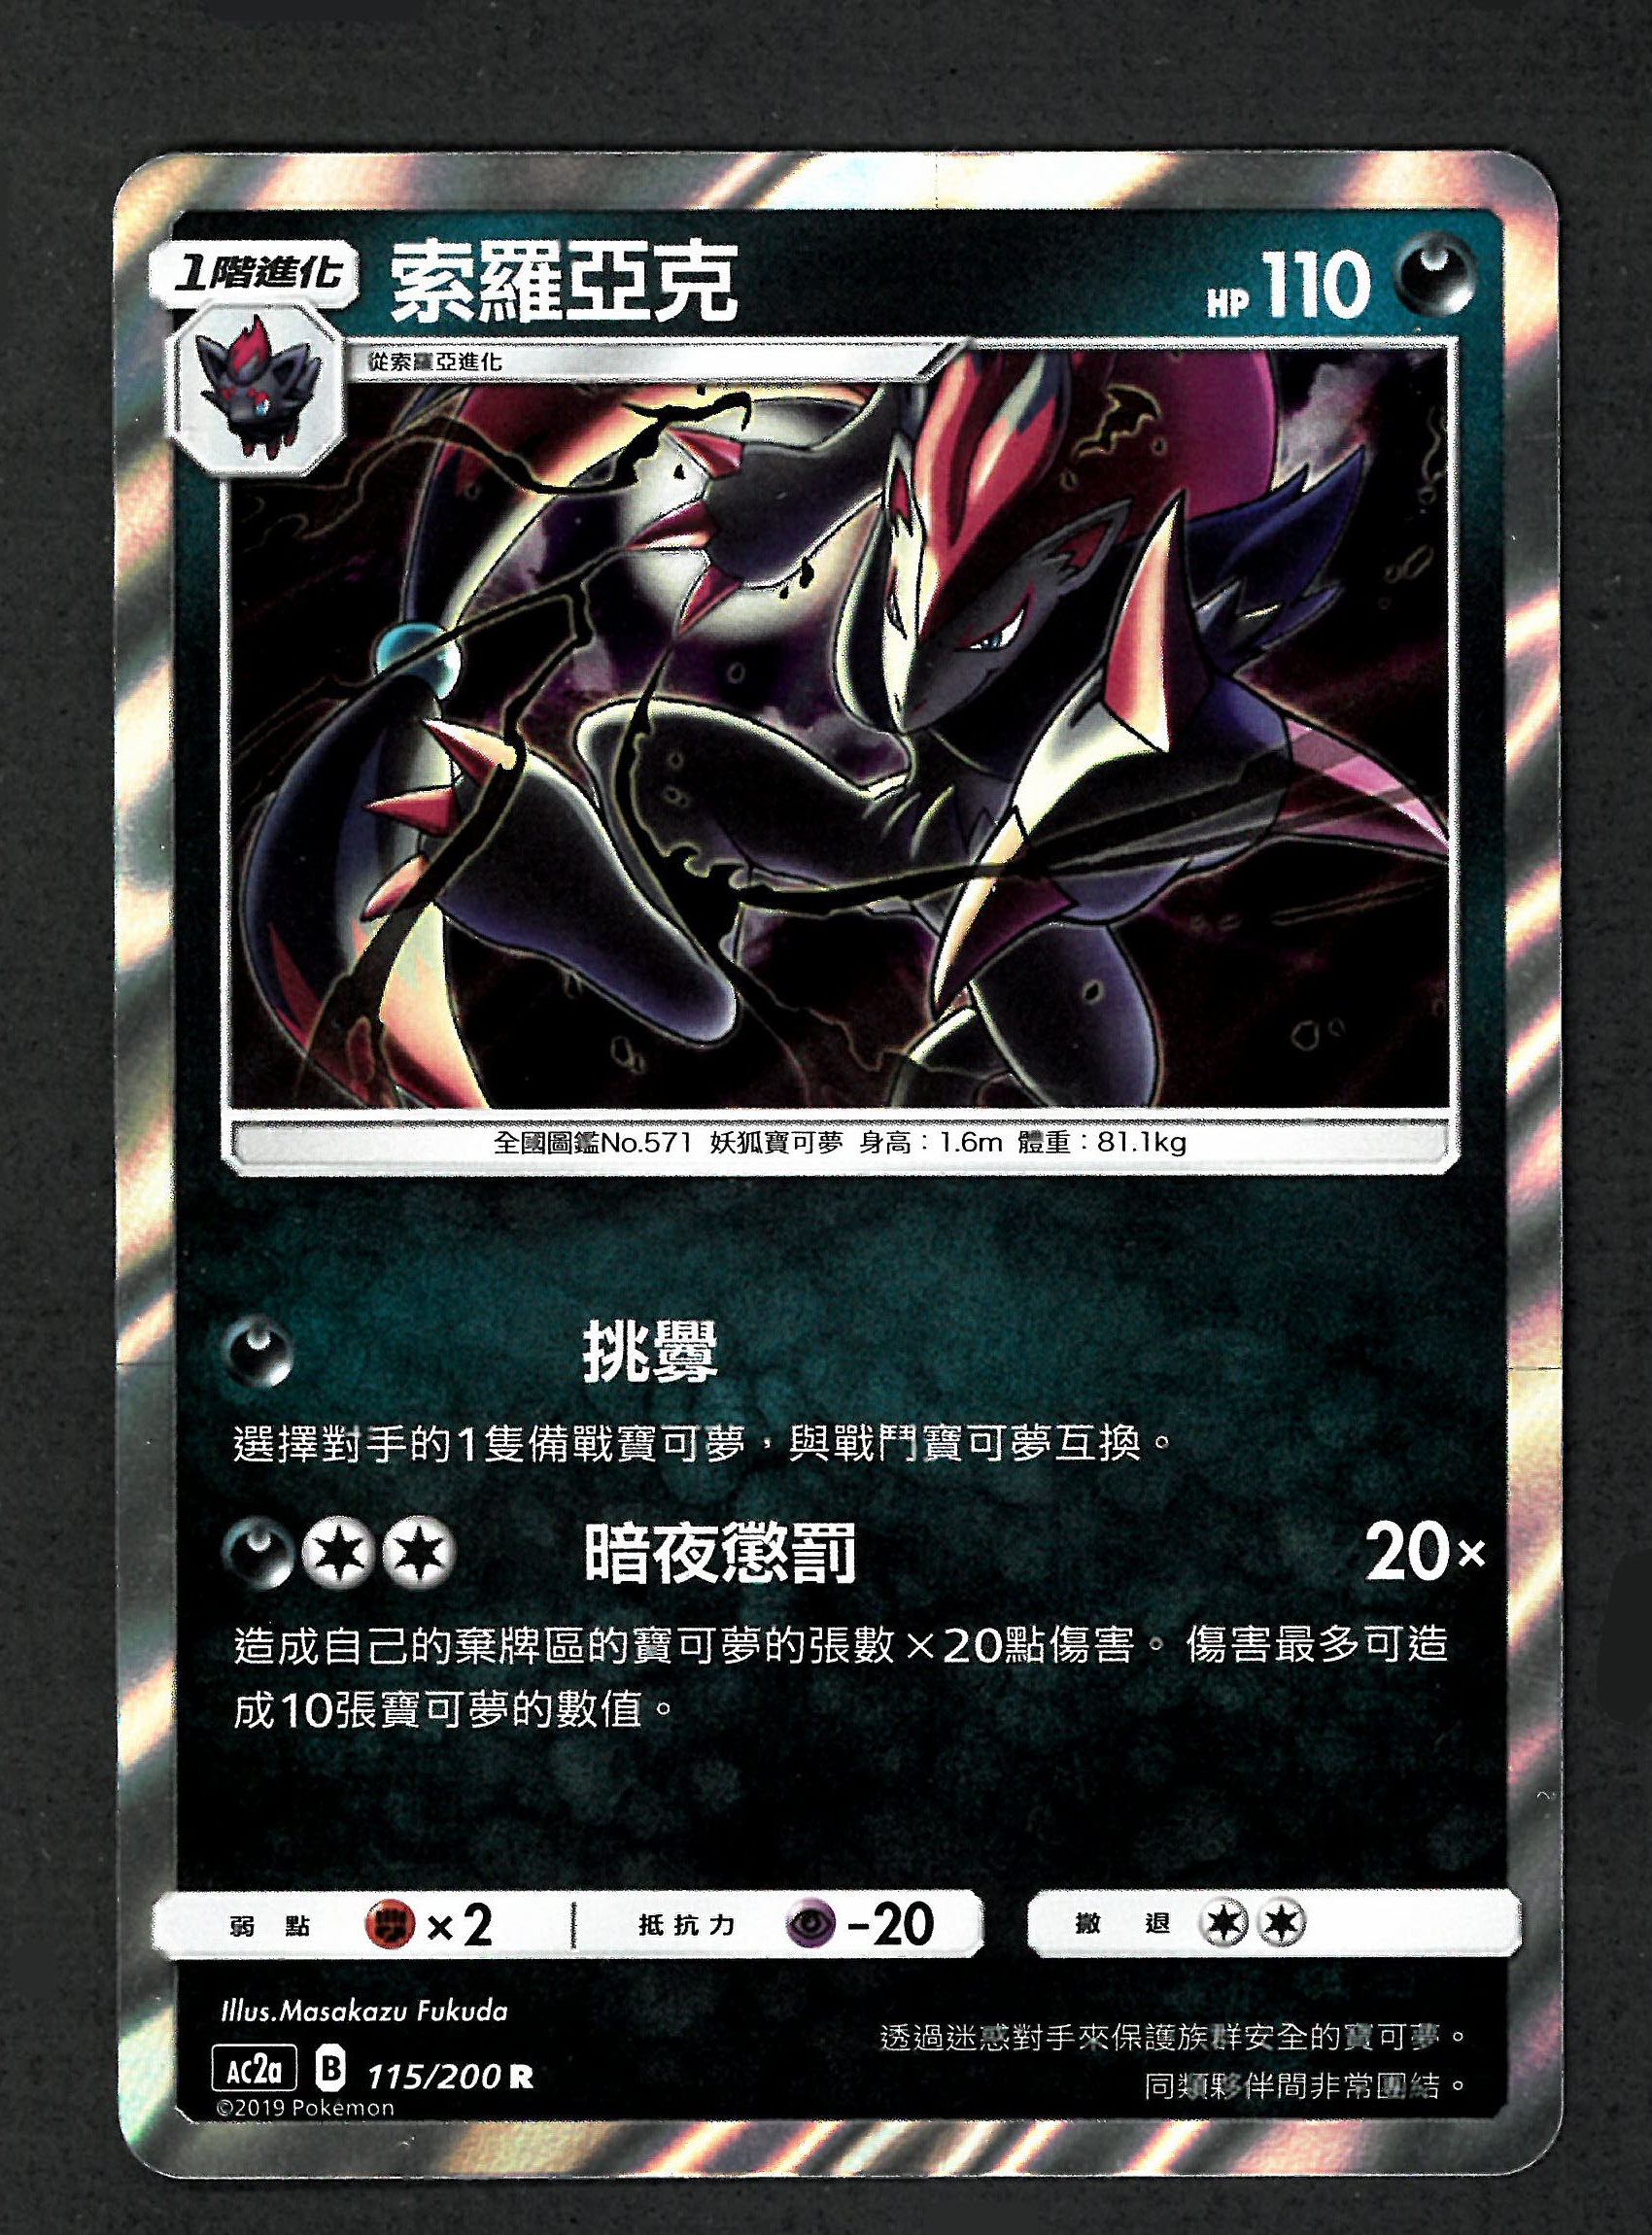 1階進化
索羅亞克
HP 110
從索羅亞進化
全國圖鑑No.571 妖狐寶可夢 身高：1.6m 體重：81.1kg
挑釁
選擇對手的1隻備戰寶可夢，與戰鬥寶可夢互換。
暗夜懲罰 20×
造成自己的棄牌區的寶可夢的張數×20點傷害。傷害最多可造
成10張寶可夢的數值。
弱點 ×2 抵抗力 -20 撤退
Illus.Masakazu Fukuda
AC2a B 115/200 R
©2019 Pokémon
透過迷惑對手來保護族群安全的寶可夢。
同類夥伴間非常團結。